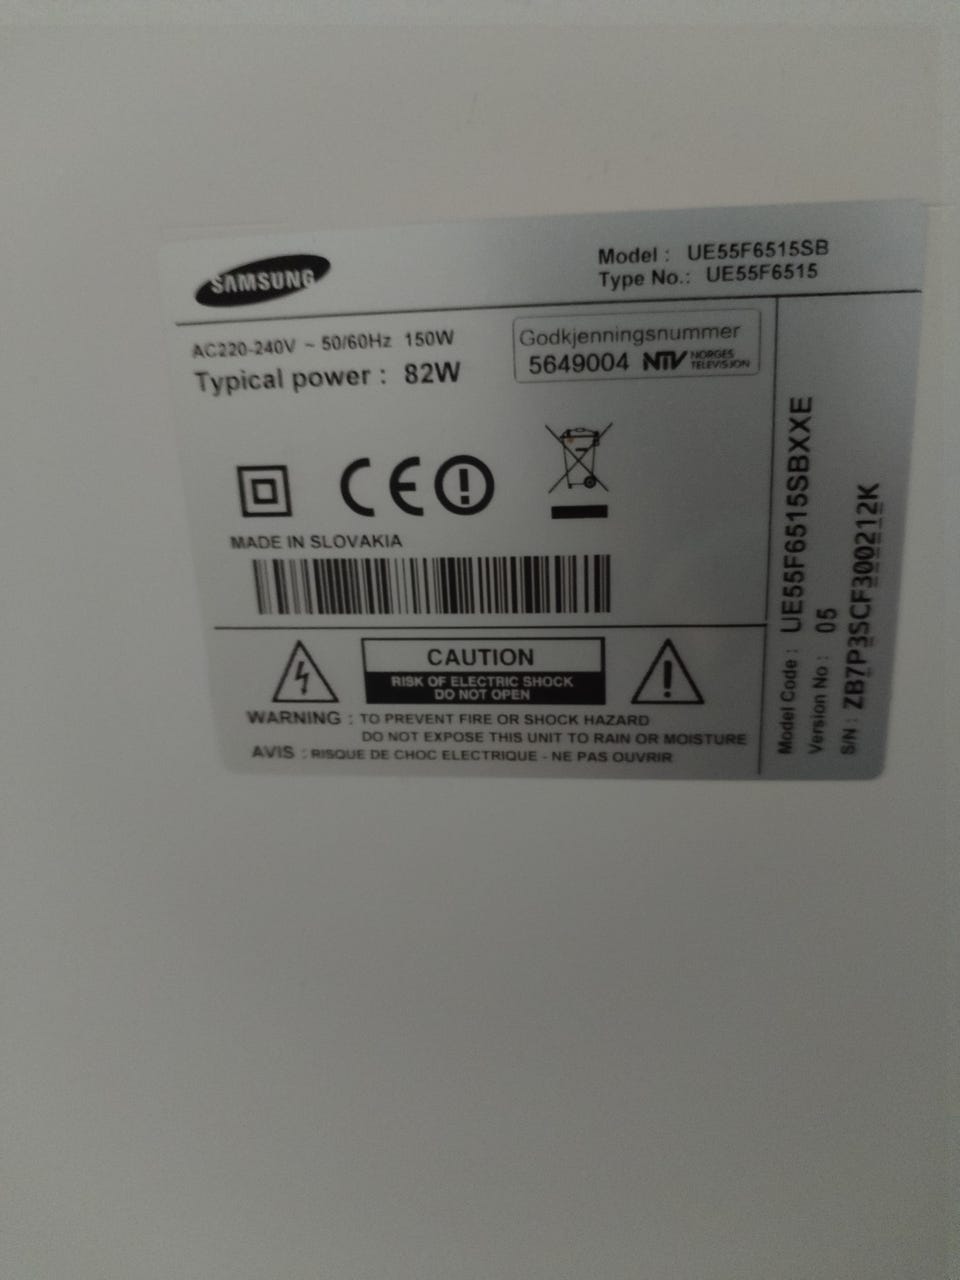 SAMSUNG
Model : UE55F6515SB
Type No.: UE55F6515
AC220-240V ~ 50/60Hz 150W
Typical power : 82W
Godkjenningsnummer
5649004 NTV NORGES TELEVISJON
CE
MADE IN SLOVAKIA
CAUTION
RISK OF ELECTRIC SHOCK
DO NOT OPEN
WARNING : TO PREVENT FIRE OR SHOCK HAZARD
DO NOT EXPOSE THIS UNIT TO RAIN OR MOISTURE
AVIS : RISQUE DE CHOC ELECTRIQUE - NE PAS OUVRIR
Model Code : UE55F6515SBXXE
Version No : 05
S/N : ZB7P3SCF300212K